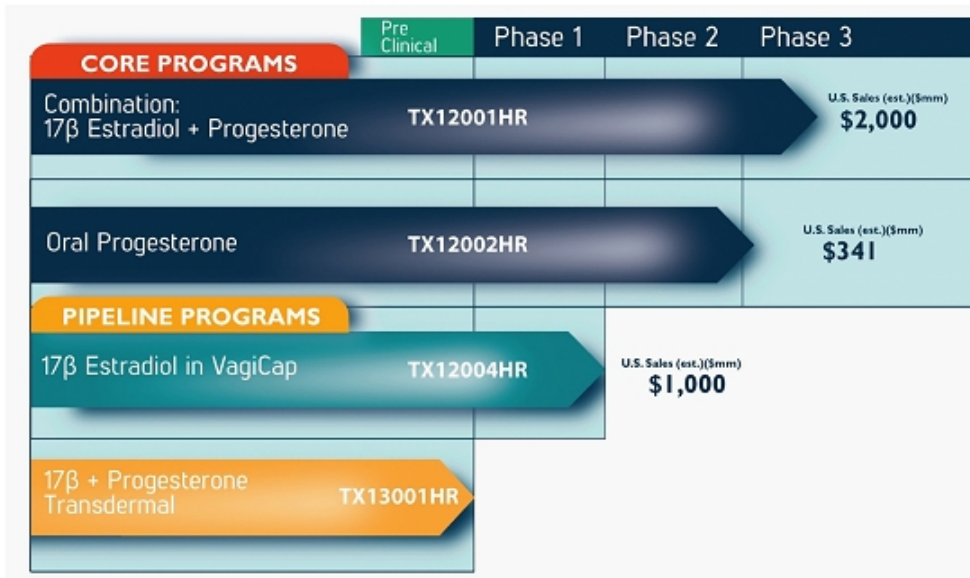 Pre
Clinical
Phase 1
Phase 2
Phase 3
CORE PROGRAMS
Combination:
17β Estradiol + Progesterone
TX12001HR
U.S. Sales (est.)($mm)
$2,000
Oral Progesterone
TX12002HR
U.S. Sales (est.)($mm)
$341
PIPELINE PROGRAMS
17β Estradiol in VagiCap
TX12004HR
U.S. Sales (est.)($mm)
$1,000
17β + Progesterone
Transdermal
TX13001HR